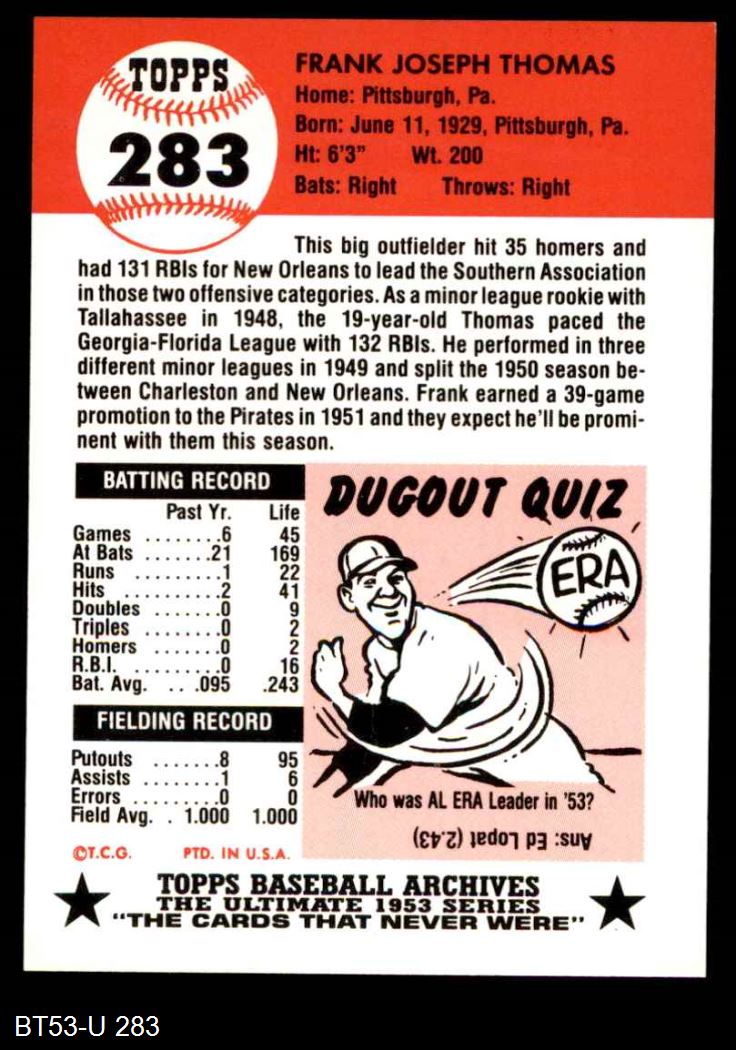 TOPPS
283
FRANK JOSEPH THOMAS
Home: Pittsburgh, Pa.
Born: June 11, 1929, Pittsburgh, Pa.
Ht: 6'3" Wt. 200
Bats: Right Throws: Right
This big outfielder hit 35 homers and
had 131 RBIs for New Orleans to lead the Southern Association
in those two offensive categories. As a minor league rookie with
Tallahassee in 1948, the 19-year-old Thomas paced the
Georgia-Florida League with 132 RBIs. He performed in three
different minor leagues in 1949 and split the 1950 season be-
tween Charleston and New Orleans. Frank earned a 39-game
promotion to the Pirates in 1951 and they expect he'll be promi-
nent with them this season.
BATTING RECORD
Past Yr. Life
Games ........6 45
At Bats ......21 169
Runs .........1 22
Hits ..........2 41
Doubles ......0 9
Triples .......0 2
Homers ......0 2
R.B.I. ........0 16
Bat. Avg. . . .095 .243
FIELDING RECORD
Putouts .......8 95
Assists ........1 6
Errors .........0 0
Field Avg. . 1.000 1.000
©T.C.G. PTD. IN U.S.A.
DUGOUT QUIZ
ERA
Who was AL ERA Leader in '53?
Ans: Ed Lopat (2.43)
TOPPS BASEBALL ARCHIVES
THE ULTIMATE 1953 SERIES
"THE CARDS THAT NEVER WERE"
BT53-U 283